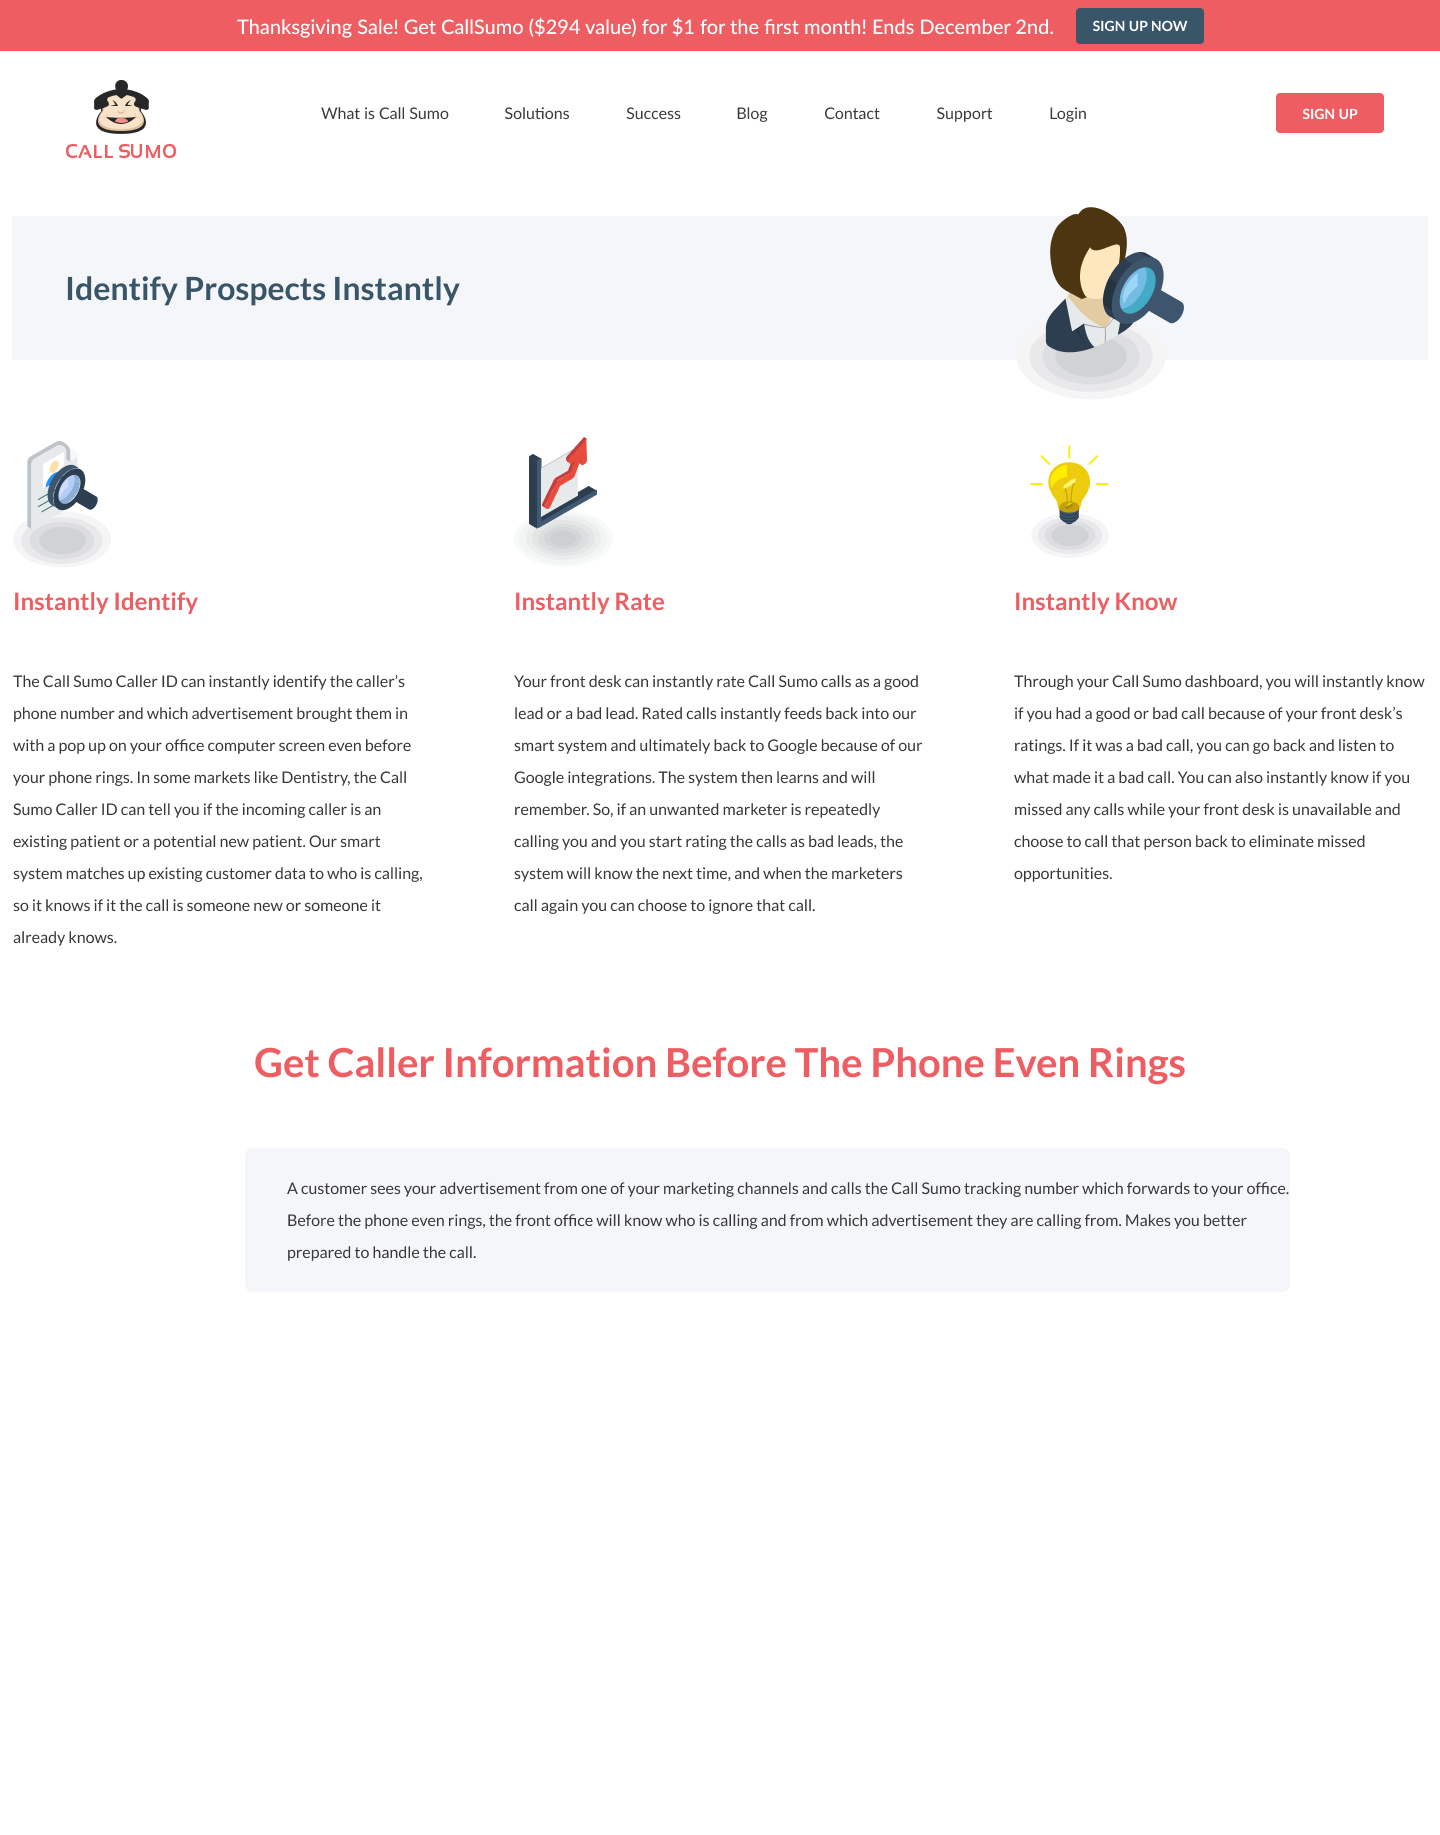 Thanksgiving Sale! Get CallSumo ($294 value) for $1 for the first month! Ends December 2nd.
SIGN UP NOW
CALL SUMO
What is Call Sumo
Solutions
Success
Blog
Contact
Support
Login
SIGN UP
Identify Prospects Instantly
Instantly Identify
The Call Sumo Caller ID can instantly identify the caller’s
phone number and which advertisement brought them in
with a pop up on your office computer screen even before
your phone rings. In some markets like Dentistry, the Call
Sumo Caller ID can tell you if the incoming caller is an
existing patient or a potential new patient. Our smart
system matches up existing customer data to who is calling,
so it knows if it the call is someone new or someone it
already knows.
Instantly Rate
Your front desk can instantly rate Call Sumo calls as a good
lead or a bad lead. Rated calls instantly feeds back into our
smart system and ultimately back to Google because of our
Google integrations. The system then learns and will
remember. So, if an unwanted marketer is repeatedly
calling you and you start rating the calls as bad leads, the
system will know the next time, and when the marketers
call again you can choose to ignore that call.
Instantly Know
Through your Call Sumo dashboard, you will instantly know
if you had a good or bad call because of your front desk’s
ratings. If it was a bad call, you can go back and listen to
what made it a bad call. You can also instantly know if you
missed any calls while your front desk is unavailable and
choose to call that person back to eliminate missed
opportunities.
Get Caller Information Before The Phone Even Rings
A customer sees your advertisement from one of your marketing channels and calls the Call Sumo tracking number which forwards to your office.
Before the phone even rings, the front office will know who is calling and from which advertisement they are calling from. Makes you better
prepared to handle the call.